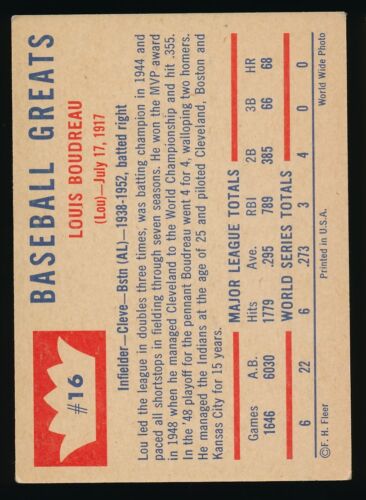 #16
BASEBALL GREATS
LOUIS BOUDREAU
(Lou)—July 17, 1917
Infielder—Cleve—Bstn (AL)—1938-1952, batted right
Lou led the league in doubles three times, was batting champion in 1944 and
paced all shortstops in fielding through seven seasons. He won the MVP award
in 1948 when he managed Cleveland to the World Championship and hit .355.
In the '48 playoff for the pennant Boudreau went 4 for 4, walloping two homers.
He managed the Indians at the age of 25 and piloted Cleveland, Boston and
Kansas City for 15 years.
MAJOR LEAGUE TOTALS
Games A.B. Hits Ave. RBI 2B 3B HR
1646 6030 1779 .295 789 385 66 68
WORLD SERIES TOTALS
6 22 6 .273 3 4 0 0
©F. H. Fleer Printed in U.S.A. World Wide Photo